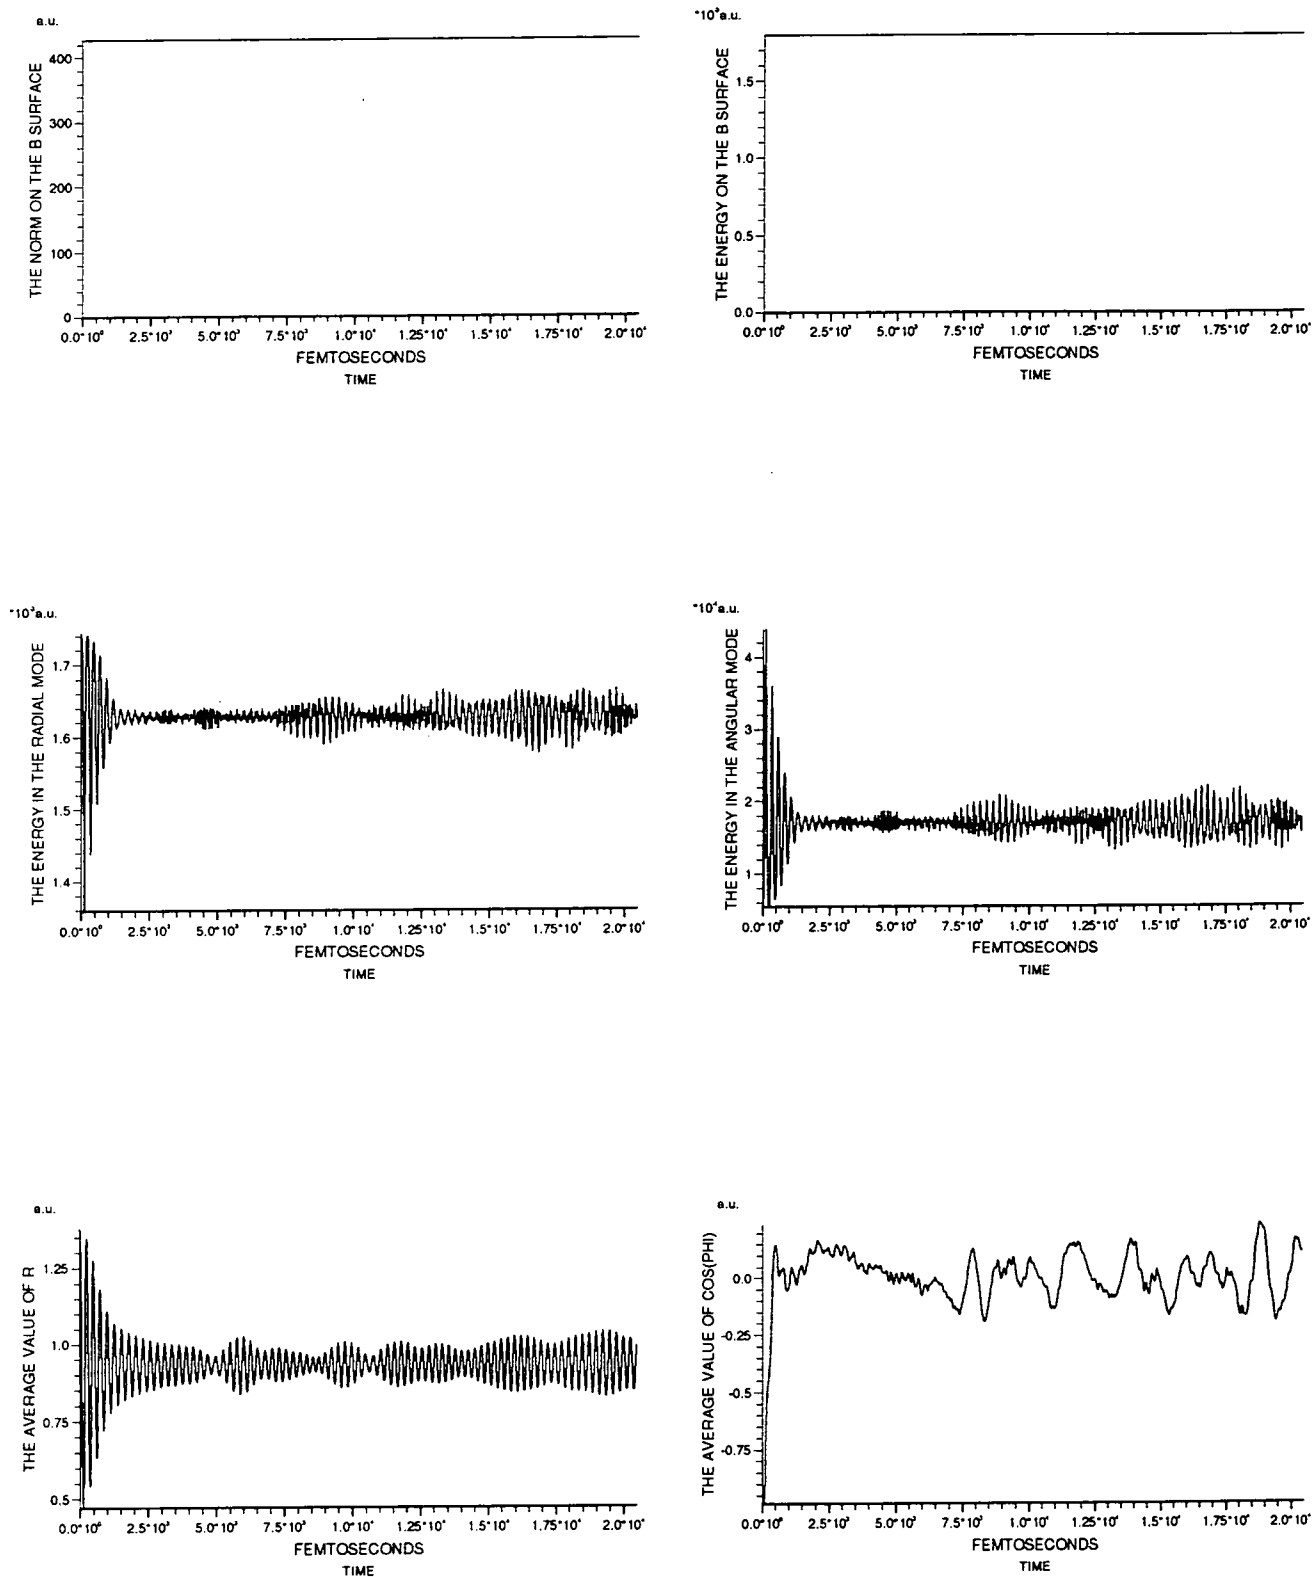 a.u.
THE NORM ON THE B SURFACE
400
300
200
100
0
0.0*10⁰ 2.5*10³ 5.0*10³ 7.5*10³ 1.0*10⁴ 1.25*10⁴ 1.5*10⁴ 1.75*10⁴ 2.0*10⁴
FEMTOSECONDS
TIME
*10³a.u.
THE ENERGY ON THE B SURFACE
1.5
1.0
0.5
0.0
0.0*10⁰ 2.5*10³ 5.0*10³ 7.5*10³ 1.0*10⁴ 1.25*10⁴ 1.5*10⁴ 1.75*10⁴ 2.0*10⁴
FEMTOSECONDS
TIME
*10³a.u.
THE ENERGY IN THE RADIAL MODE
1.7
1.6
1.5
1.4
0.0*10⁰ 2.5*10³ 5.0*10³ 7.5*10³ 1.0*10⁴ 1.25*10⁴ 1.5*10⁴ 1.75*10⁴ 2.0*10⁴
FEMTOSECONDS
TIME
THE ENERGY IN THE ANGULAR MODE
4
3
2
1
0.0*10⁰ 2.5*10³ 5.0*10³ 7.5*10³ 1.0*10⁴ 1.25*10⁴ 1.5*10⁴ 1.75*10⁴ 2.0*10⁴
FEMTOSECONDS
TIME
a.u.
THE AVERAGE VALUE OF R
1.25
1.0
0.75
0.5
0.0*10⁰ 2.5*10³ 5.0*10³ 7.5*10³ 1.0*10⁴ 1.25*10⁴ 1.5*10⁴ 1.75*10⁴ 2.0*10⁴
FEMTOSECONDS
TIME
a.u.
THE AVERAGE VALUE OF COS(PHI)
0.0
-0.25
-0.5
-0.75
0.0*10⁰ 2.5*10³ 5.0*10³ 7.5*10³ 1.0*10⁴ 1.25*10⁴ 1.5*10⁴ 1.75*10⁴ 2.0*10⁴
FEMTOSECONDS
TIME